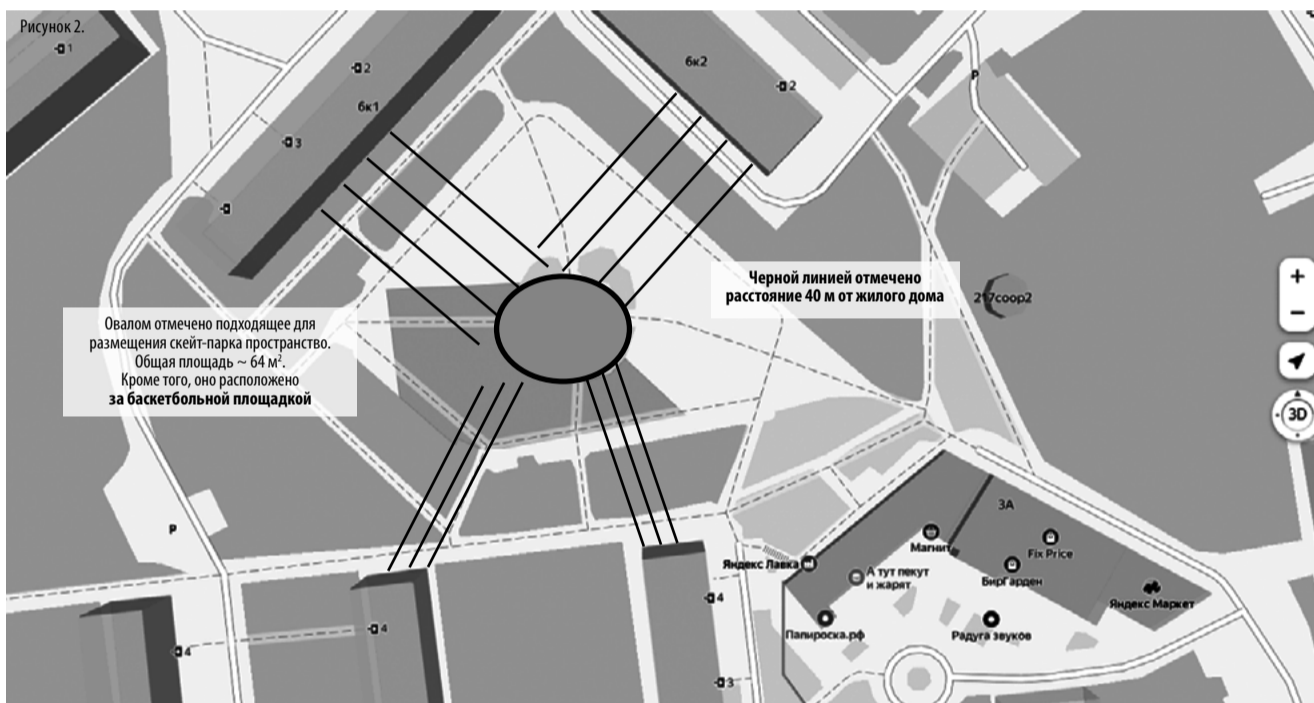 Рисунок 2.
1
2
6к1
3
6к2
2
P
Черной линией отмечено
расстояние 40 м от жилого дома
217соор2
Овалом отмечено подходящее для
размещения скейт-парка пространство.
Общая площадь ~ 64 м².
Кроме того, оно расположено
за баскетбольной площадкой
+
−
3D
P
3А
Магнит
Fix Price
Яндекс Лавка
А тут пекут
и жарят
БирГарден
Яндекс Маркет
Папироска.рф
Радуга звуков
4
4
4
3